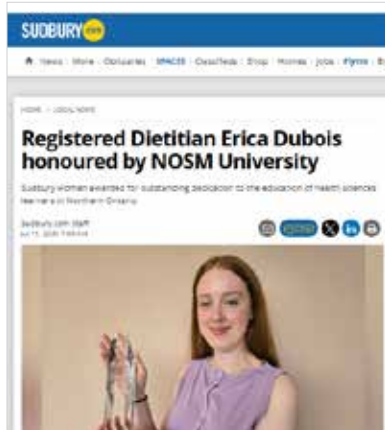 SUDBURY.com
News More Obituaries SPACES Classifieds Shop Homes Jobs Flyers
HOME > LOCAL NEWS
Registered Dietitian Erica Dubois
honoured by NOSM University
Sudbury women awarded for outstanding dedication to the education of health sciences
learners in Northern Ontario
Sudbury.com Staff